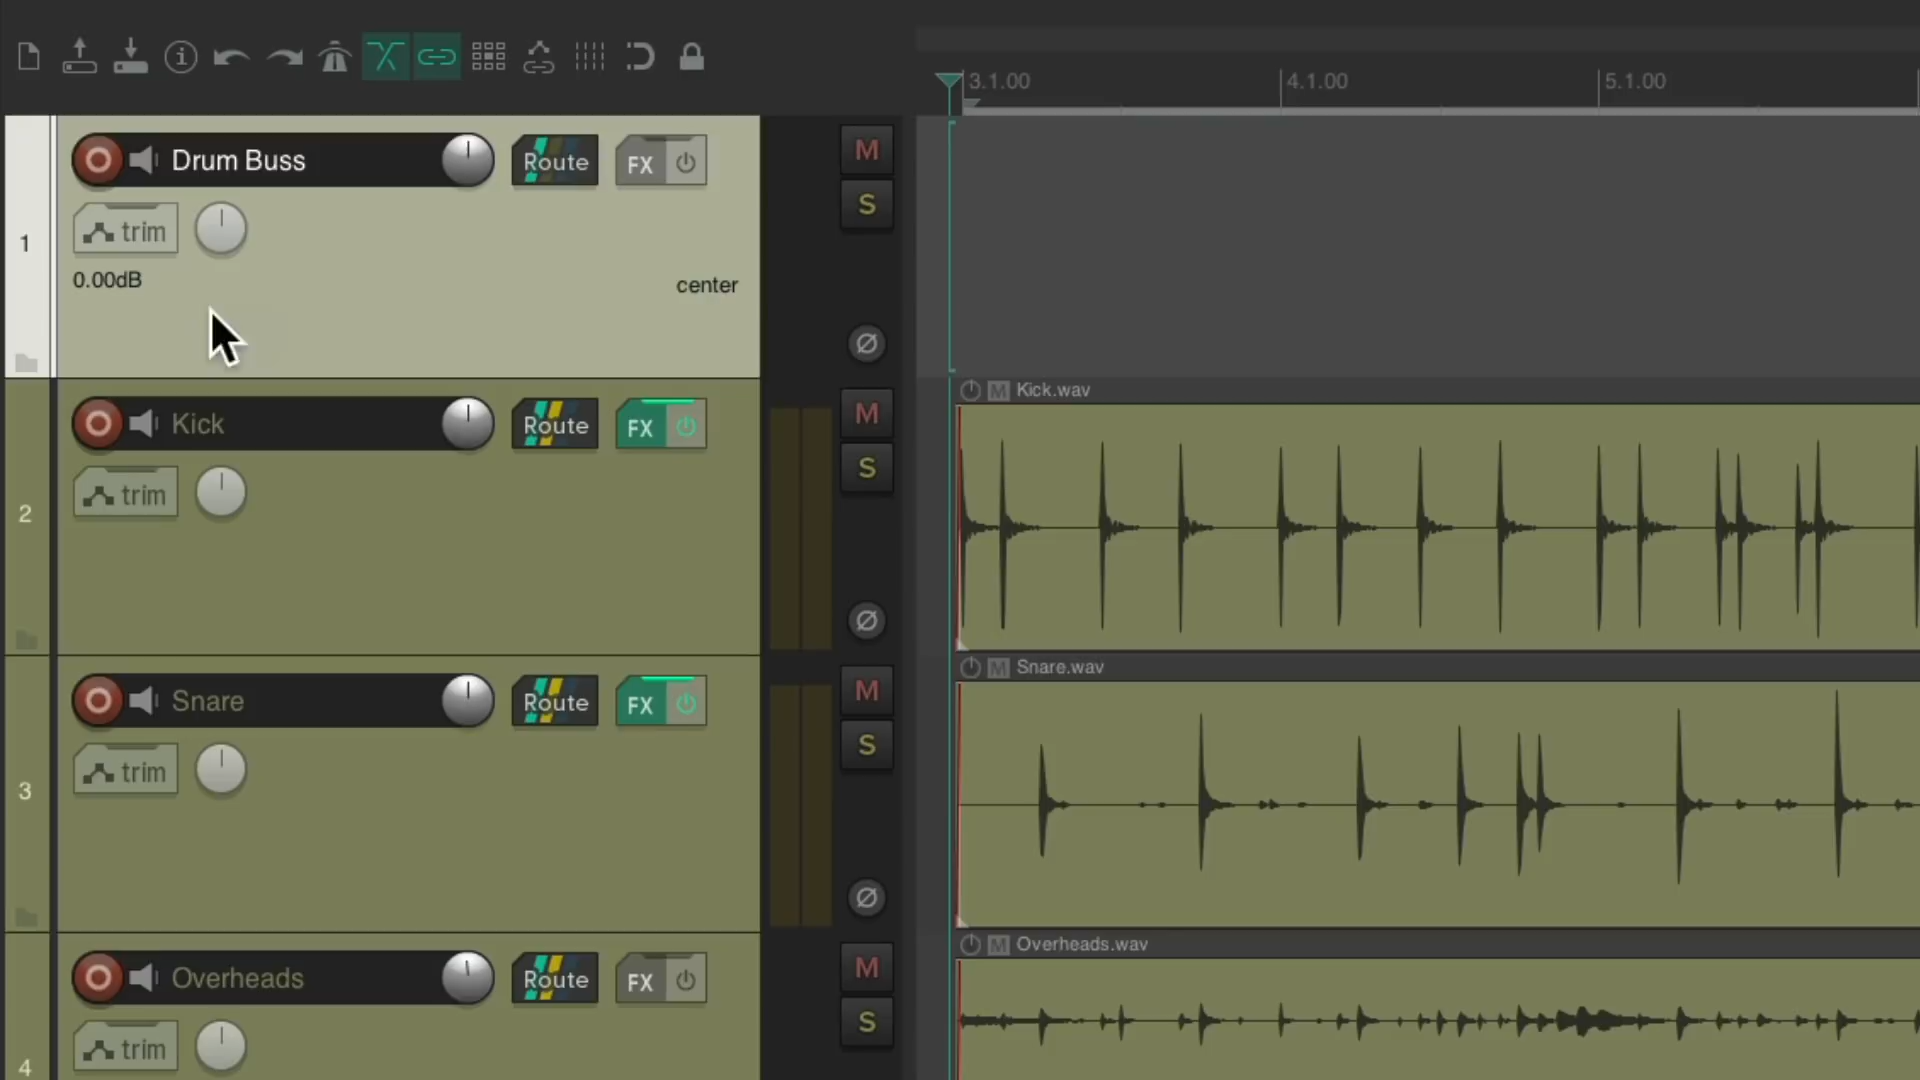 3.1.00 4.1.00 5.1.00
1
Drum Buss Route FX M
S
trim
0.00dB center
Kick.wav
M
2
Kick Route FX M
S
trim
Snare.wav
M
3
Snare Route FX M
S
trim
Overheads.wav
M
4
Overheads Route FX M
S
trim